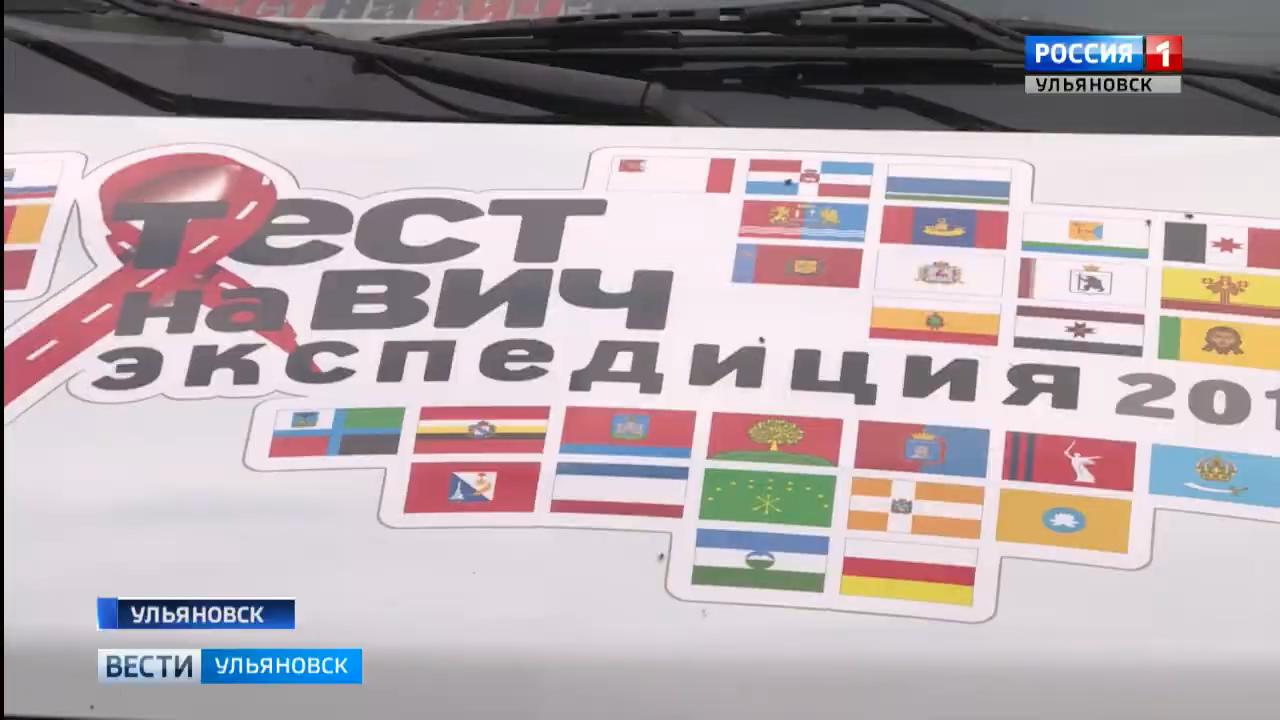 РОССИЯ 1
УЛЬЯНОВСК
Тест
на ВИЧ
экспедиция 201
УЛЬЯНОВСК
ВЕСТИ УЛЬЯНОВСК